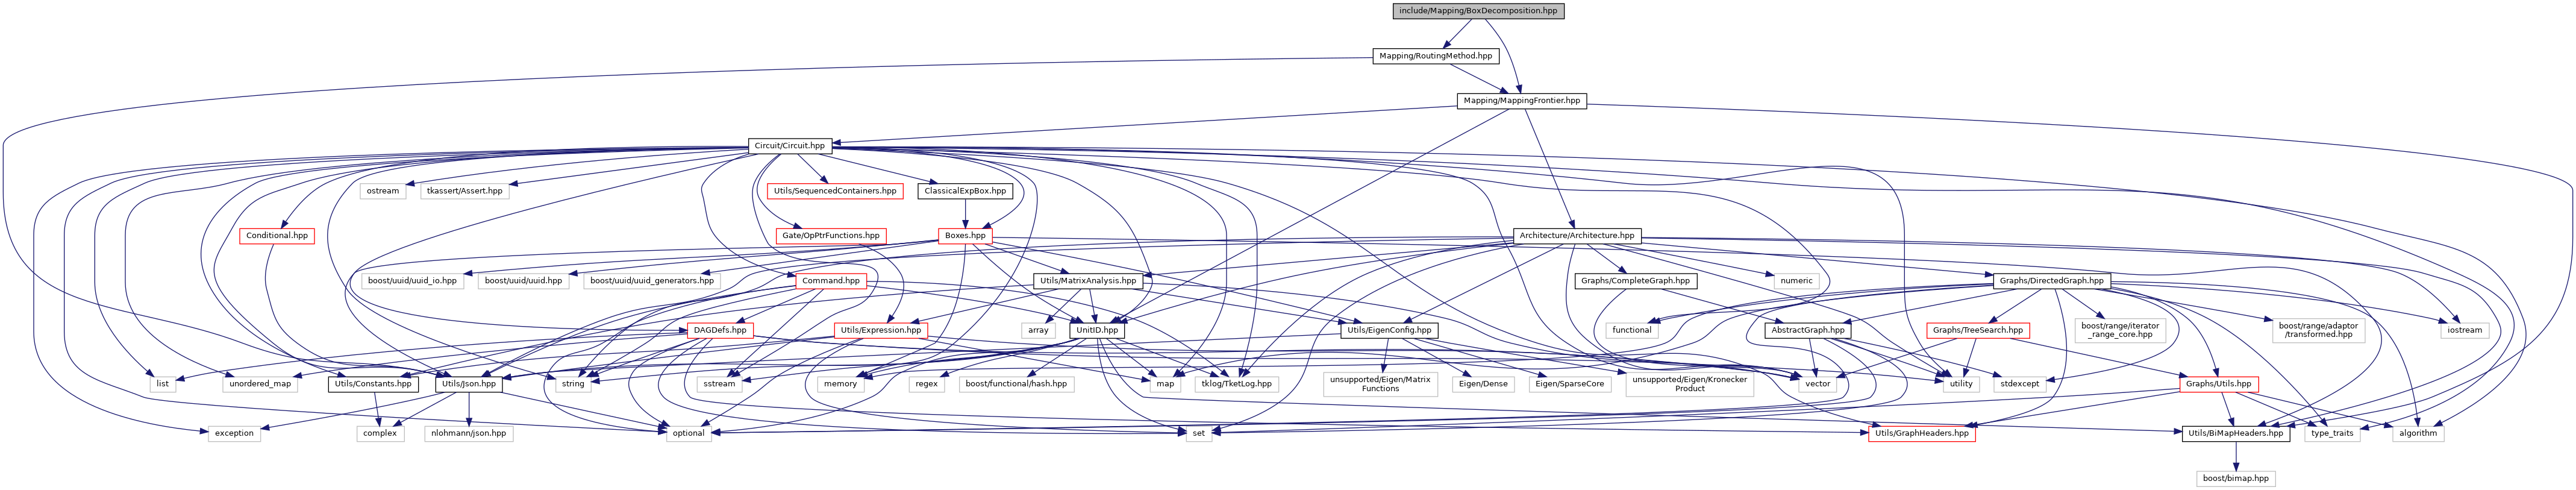 include/Mapping/BoxDecomposition.hpp
Mapping/RoutingMethod.hpp
Mapping/MappingFrontier.hpp
Circuit/Circuit.hpp
ostream
tkassert/Assert.hpp
Utils/SequencedContainers.hpp
ClassicalExpBox.hpp
Conditional.hpp
Gate/OpPtrFunctions.hpp
Boxes.hpp
Architecture/Architecture.hpp
boost/uuid/uuid_io.hpp
boost/uuid/uuid.hpp
boost/uuid/uuid_generators.hpp
Command.hpp
Utils/MatrixAnalysis.hpp
Graphs/CompleteGraph.hpp
numeric
Graphs/DirectedGraph.hpp
DAGDefs.hpp
Utils/Expression.hpp
array
UnitID.hpp
Utils/EigenConfig.hpp
functional
AbstractGraph.hpp
Graphs/TreeSearch.hpp
boost/range/iterator
_range_core.hpp
boost/range/adaptor
/transformed.hpp
iostream
list
unordered_map
Utils/Constants.hpp
Utils/Json.hpp
string
sstream
memory
regex
boost/functional/hash.hpp
map
tklog/TketLog.hpp
unsupported/Eigen/Matrix
Functions
Eigen/Dense
Eigen/SparseCore
unsupported/Eigen/Kronecker
Product
vector
utility
stdexcept
Graphs/Utils.hpp
exception
complex
nlohmann/json.hpp
optional
set
Utils/GraphHeaders.hpp
Utils/BiMapHeaders.hpp
type_traits
algorithm
boost/bimap.hpp